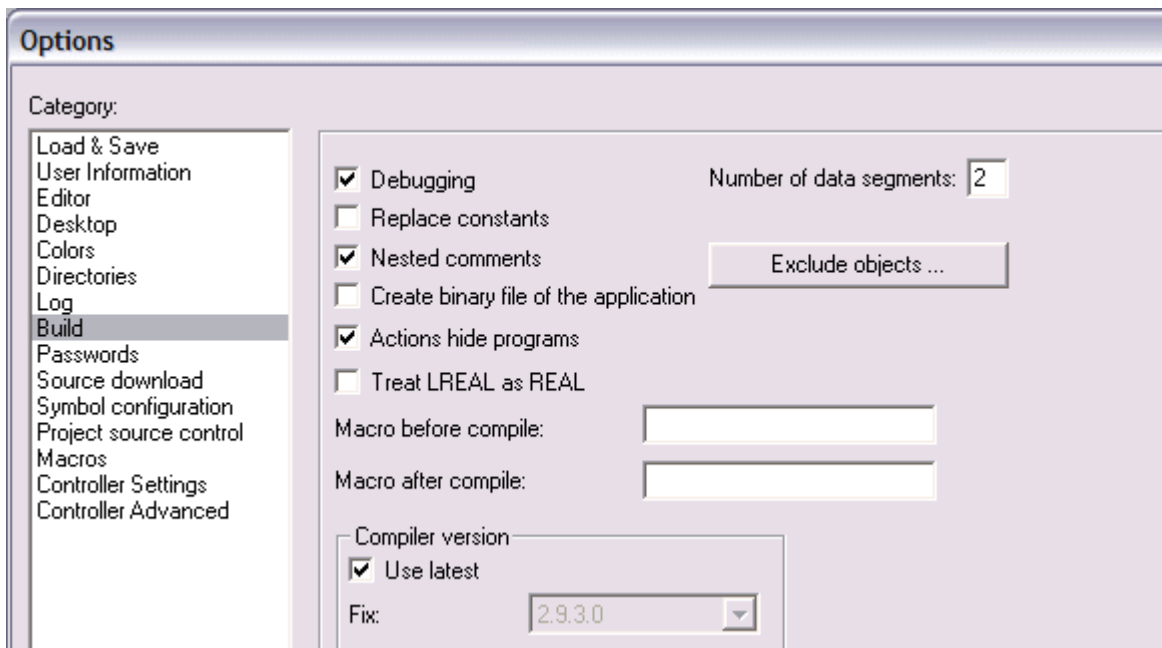 Options
Category:
Load & Save
User Information
Editor
Desktop
Colors
Directories
Log
Build
Passwords
Source download
Symbol configuration
Project source control
Macros
Controller Settings
Controller Advanced
Debugging
Number of data segments: 2
Replace constants
Nested comments
Exclude objects ...
Create binary file of the application
Actions hide programs
Treat LREAL as REAL
Macro before compile:
Macro after compile:
Compiler version
Use latest
Fix: 2.9.3.0